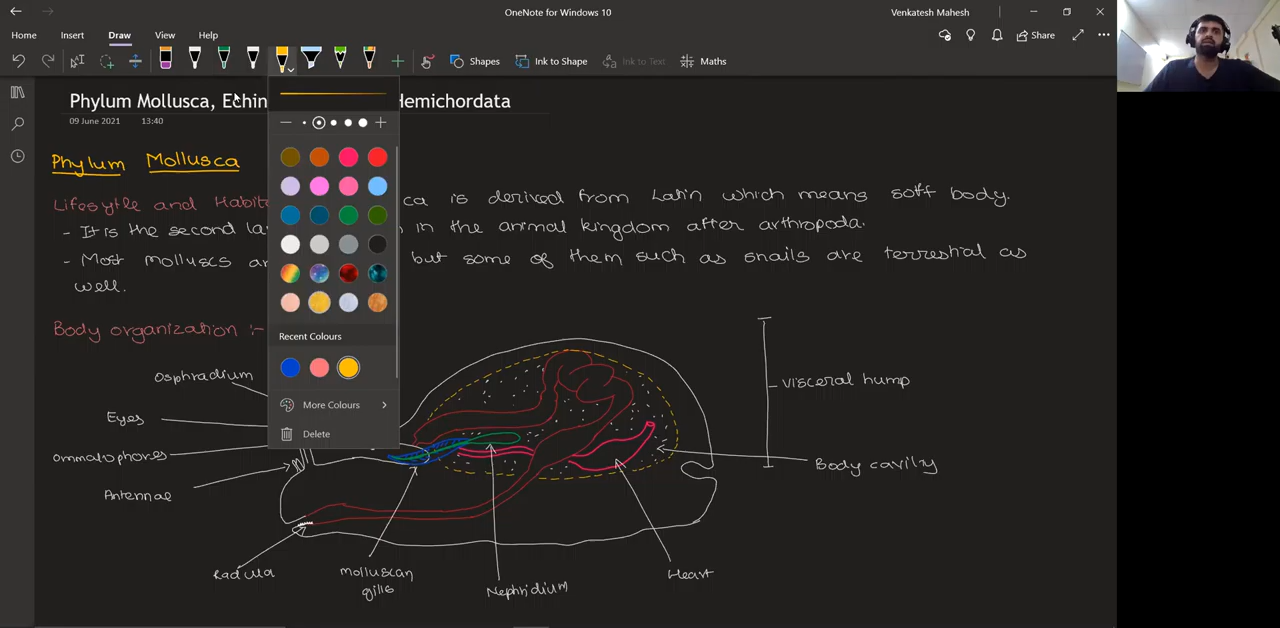 OneNote for Windows 10
Venkatesh Mahesh
Home Insert Draw View Help
Share
Shapes Ink to Shape Ink to Text Maths
Phylum Mollusca, Echin Hemichordata
09 June 2021 13:40
Phylum Mollusca
Lifesytle and Habita ca is derived from Latin which means soft body.
- It is the second la in the animal kingdom after arthropoda.
- Most molluscs ar but some of them such as snails are terrestial as
well.
Recent Colours
Body organization :-
Osphradium
visceral hump
More Colours
Eyes
Delete
ommatophores
Body cavity
Antennae
Radula
Molluscan
gills
Nephridium
Heart